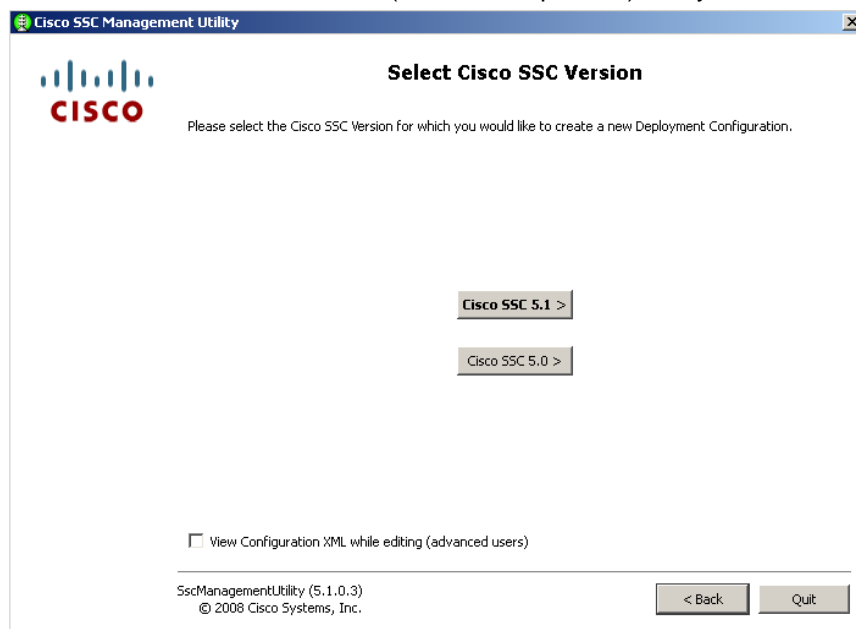 Cisco SSC Management Utility
CISCO
Select Cisco SSC Version
Please select the Cisco SSC Version for which you would like to create a new Deployment Configuration.
Cisco SSC 5.1 >
Cisco SSC 5.0 >
View Configuration XML while editing (advanced users)
SscManagementUtility (5.1.0.3)
© 2008 Cisco Systems, Inc.
< Back
Quit